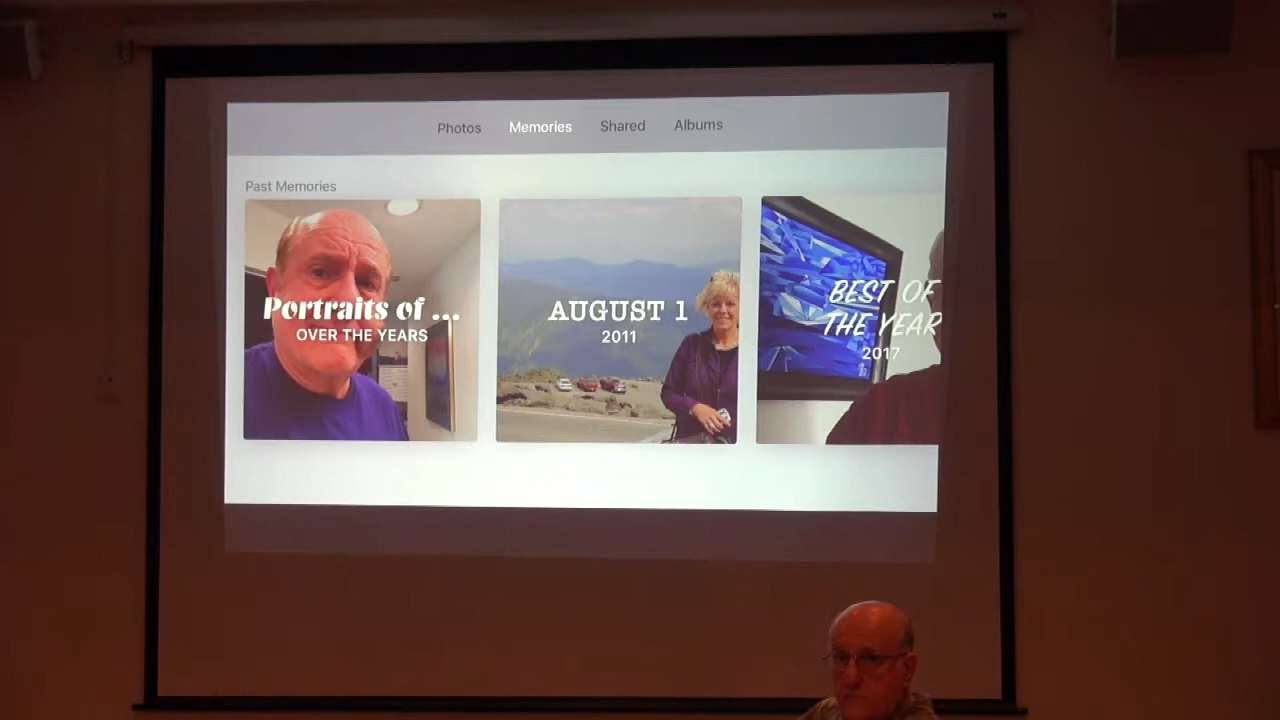 Photos Memories Shared Albums
Past Memories
Portraits of ...
OVER THE YEARS
AUGUST 1
2011
BEST OF
THE YEAR
2017